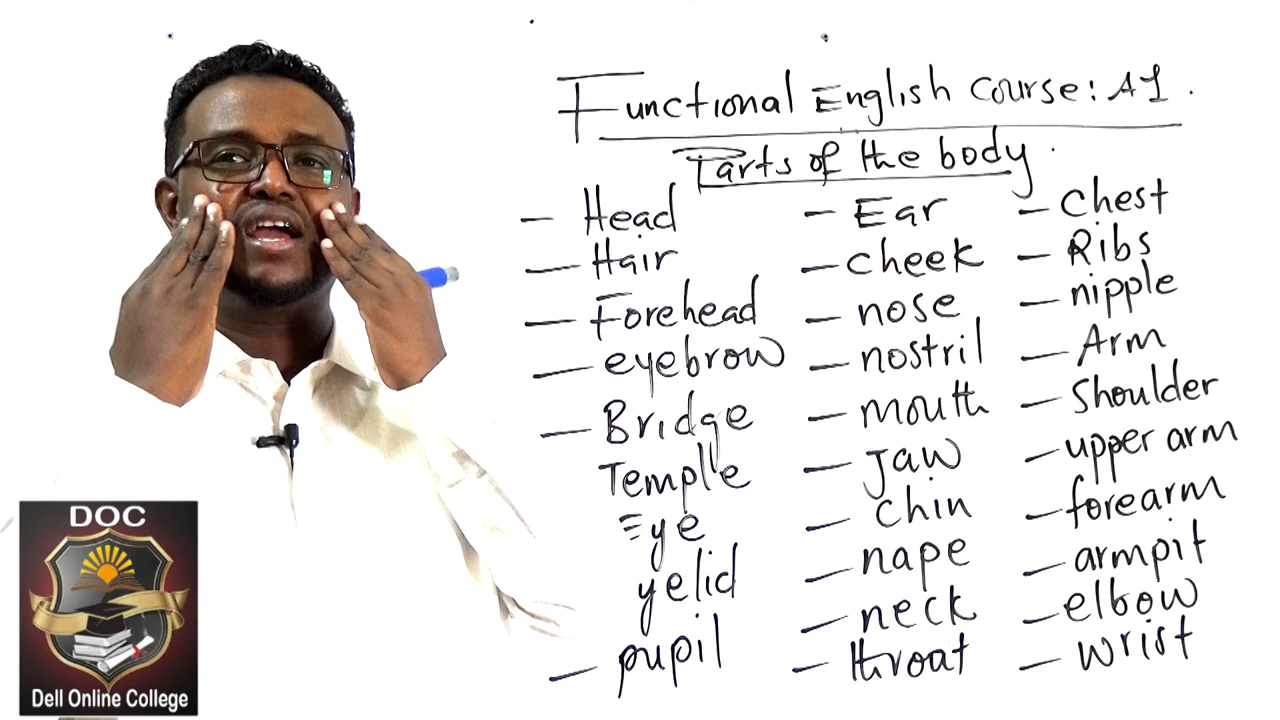 Functional English Course: A1.
Parts of the body.
- Head
- Hair
- Forehead
- eyebrow
- Bridge
Temple
Eye
yelid
- pupil
- Ear
- cheek
- nose
- nostril
- mouth
- Jaw
- chin
- nape
- neck
- throat
- Chest
- Ribs
- nipple
- Arm
- Shoulder
- upper arm
- forearm
- armpit
- elbow
- wrist
DOC
Dell Online College